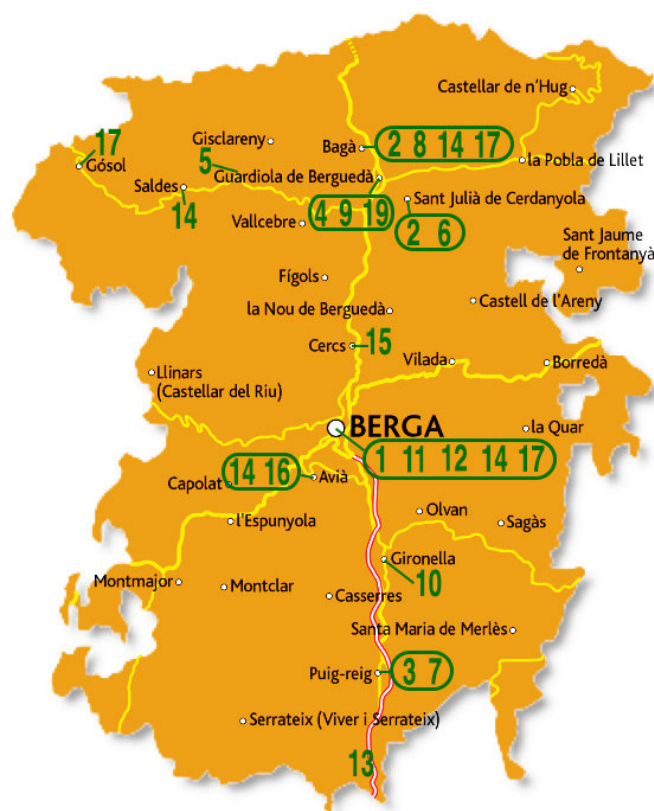 Castellar de n'Hug
17
Gisclareny
Bagà
2 8 14 17
Gósol
5
la Pobla de Lillet
Guardiola de Berguedà
Saldes
14
4 9 19
Sant Julià de Cerdanyola
2 6
Vallcebre
Sant Jaume
de Frontanyà
Fígols
la Nou de Berguedà
Castell de l'Areny
Cercs
15
Vilada
Borredà
Llinars
(Castellar del Riu)
BERGA
la Quar
1 11 12 14 17
Capolat
14 16
Avià
l'Espunyola
Olvan
Sagàs
Gironella
10
Montmajor
Montclar
Casserres
Santa Maria de Merlès
Puig-reig
3 7
Serrateix (Viver i Serrateix)
13